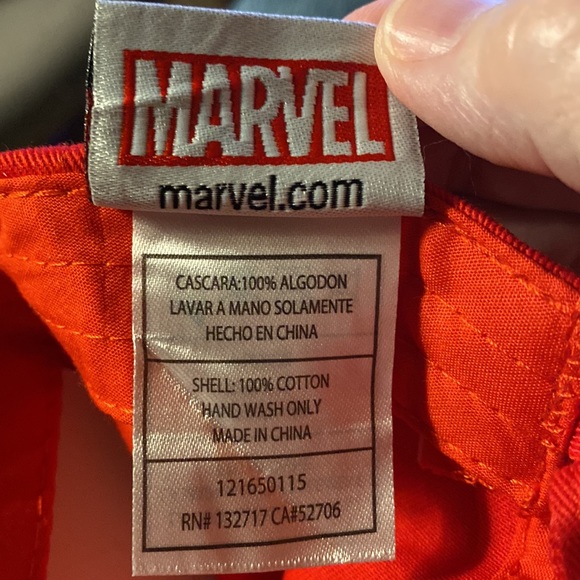 MARVEL
marvel.com
CASCARA:100% ALGODON
LAVAR A MANO SOLAMENTE
HECHO EN CHINA
SHELL: 100% COTTON
HAND WASH ONLY
MADE IN CHINA
121650115
RN# 132717 CA#52706